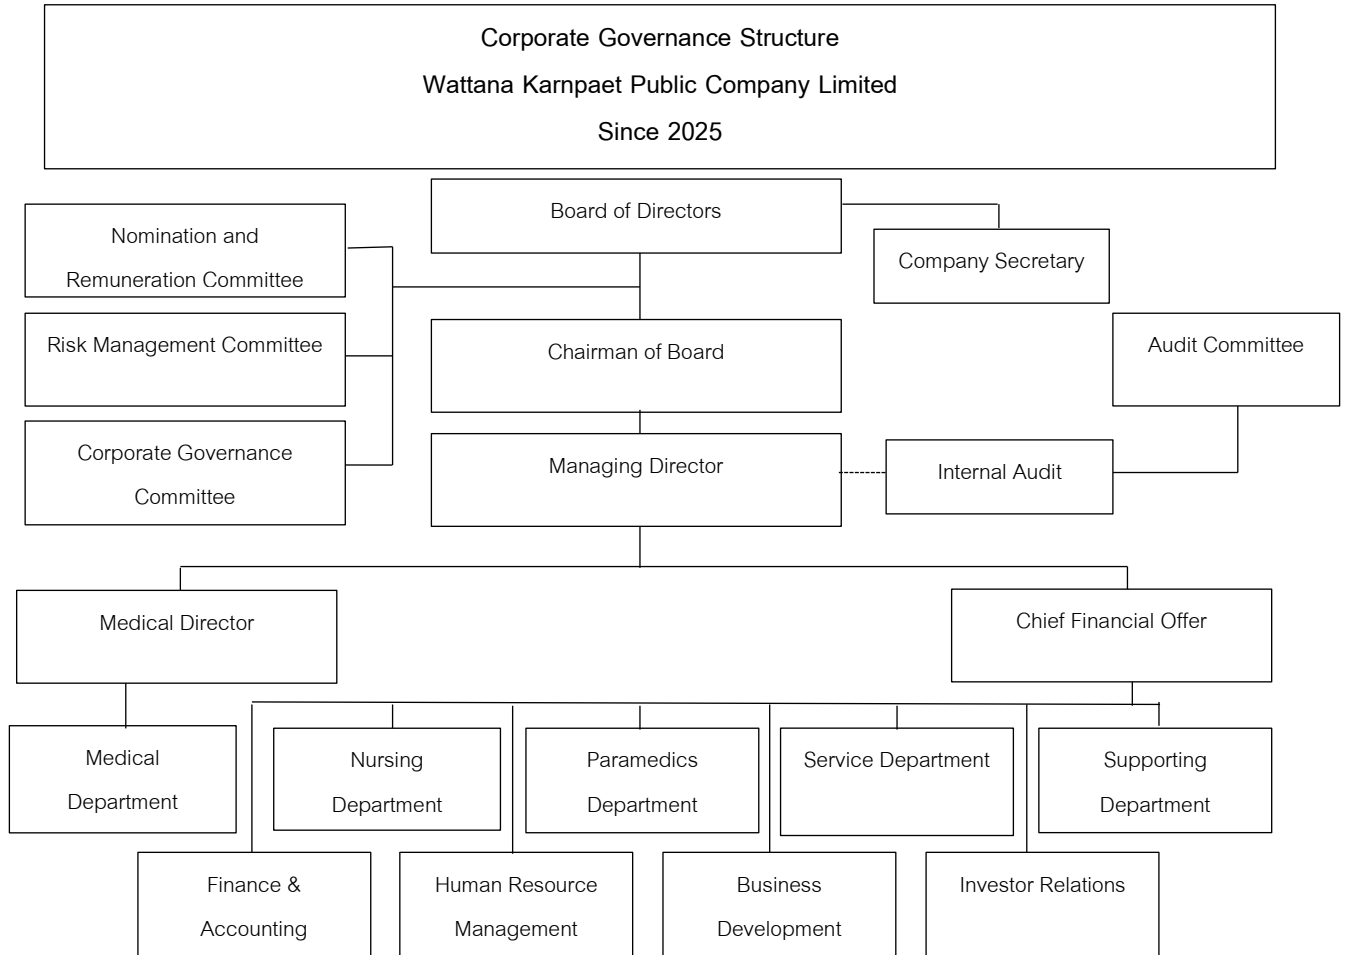 Corporate Governance Structure
Wattana Karnpaet Public Company Limited
Since 2025
Board of Directors
Nomination and
Remuneration Committee
Company Secretary
Risk Management Committee
Chairman of Board
Audit Committee
Corporate Governance
Committee
Managing Director
Internal Audit
Medical Director
Chief Financial Offer
Medical
Department
Nursing
Department
Paramedics
Department
Service Department
Supporting
Department
Finance &
Accounting
Human Resource
Management
Business
Development
Investor Relations